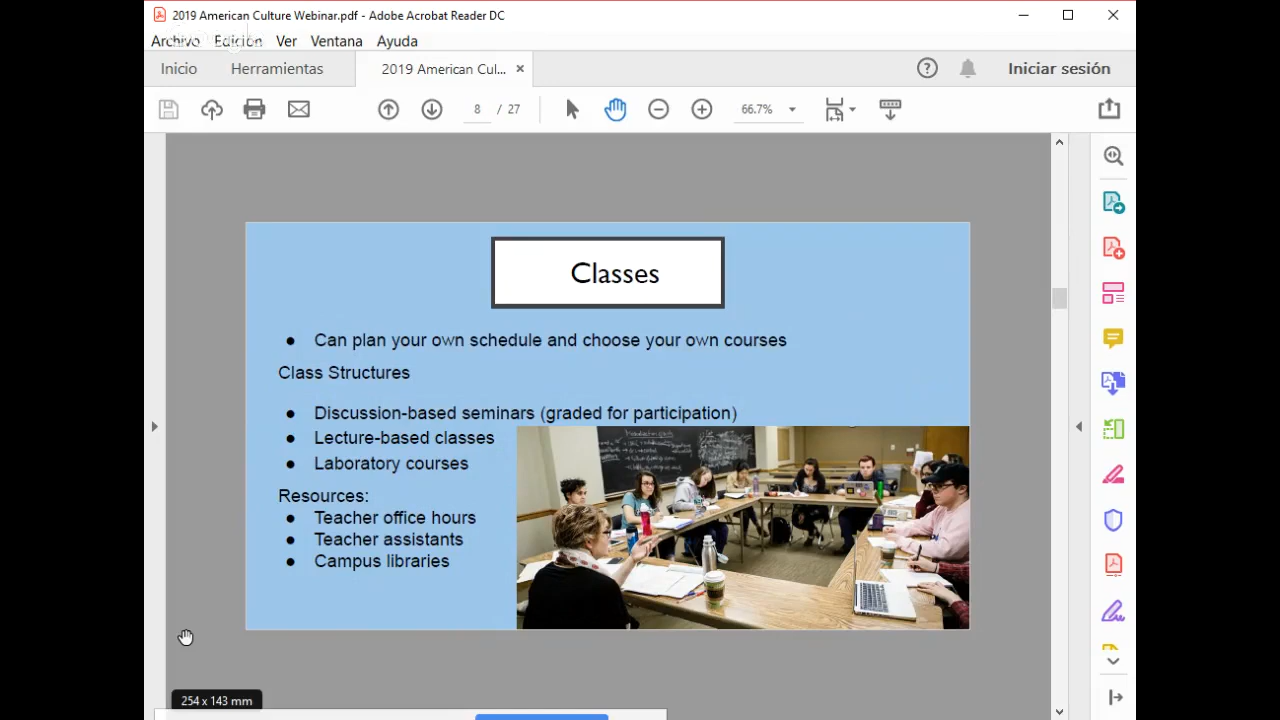 2019 American Culture Webinar.pdf - Adobe Acrobat Reader DC
Archivo Edición Ver Ventana Ayuda
Inicio Herramientas 2019 American Cul... Iniciar sesión
8 / 27 66.7%
Classes
● Can plan your own schedule and choose your own courses
Class Structures
● Discussion-based seminars (graded for participation)
● Lecture-based classes
● Laboratory courses
Resources:
● Teacher office hours
● Teacher assistants
● Campus libraries
254 x 143 mm